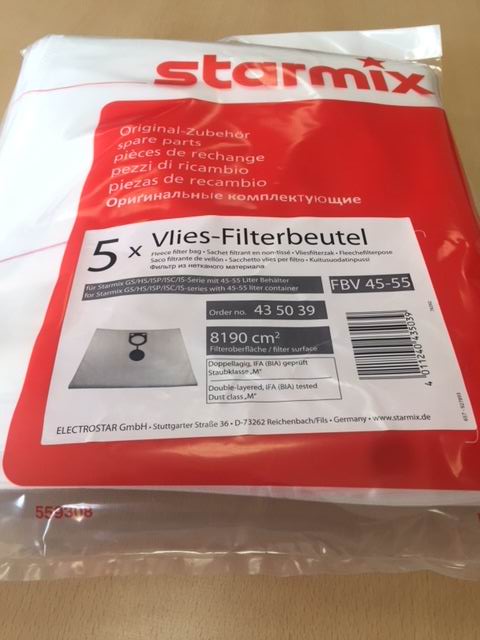 starmix
Original-Zubehör
spare parts
pièces de rechange
pezzi di ricambio
piezas de recambio
Оригинальные комплектующие
5 x Vlies-Filterbeutel
Fleece filter bag • Sachet filtrant en non-tissé • Vliesfilterzak • Fleecefilterpose
Saco filtrante de vellón • Sacchetto vlies per filtro • Kuitusuodatinpussi
Фильтр из нетканого материала
für Starmix GS/HS/ISP/ISC/IS-Serie mit 45-55 Liter Behälter
for Starmix GS/HS/ISP/ISC/IS-series with 45-55 liter container
FBV 45-55
Order no. 43 50 39
8190 cm²
Filteroberfläche / filter surface
Doppellagig, IFA (BIA) geprüft
Staubklasse „M"
Double-layered, IFA (BIA) tested
Dust class „M"
4 011240 435039
ELECTROSTAR GmbH • Stuttgarter Straße 36 • D-73262 Reichenbach/Fils • Germany • www.starmix.de
559308